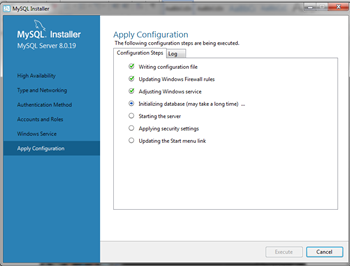 MySQL Installer
MySQL. Installer
MySQL Server 8.0.19
High Availability
Type and Networking
Authentication Method
Accounts and Roles
Windows Service
Apply Configuration
Apply Configuration
The following configuration steps are being executed.
Configuration Steps Log
Writing configuration file
Updating Windows Firewall rules
Adjusting Windows service
Initializing database (may take a long time) ...
Starting the server
Applying security settings
Updating the Start menu link
Execute Cancel